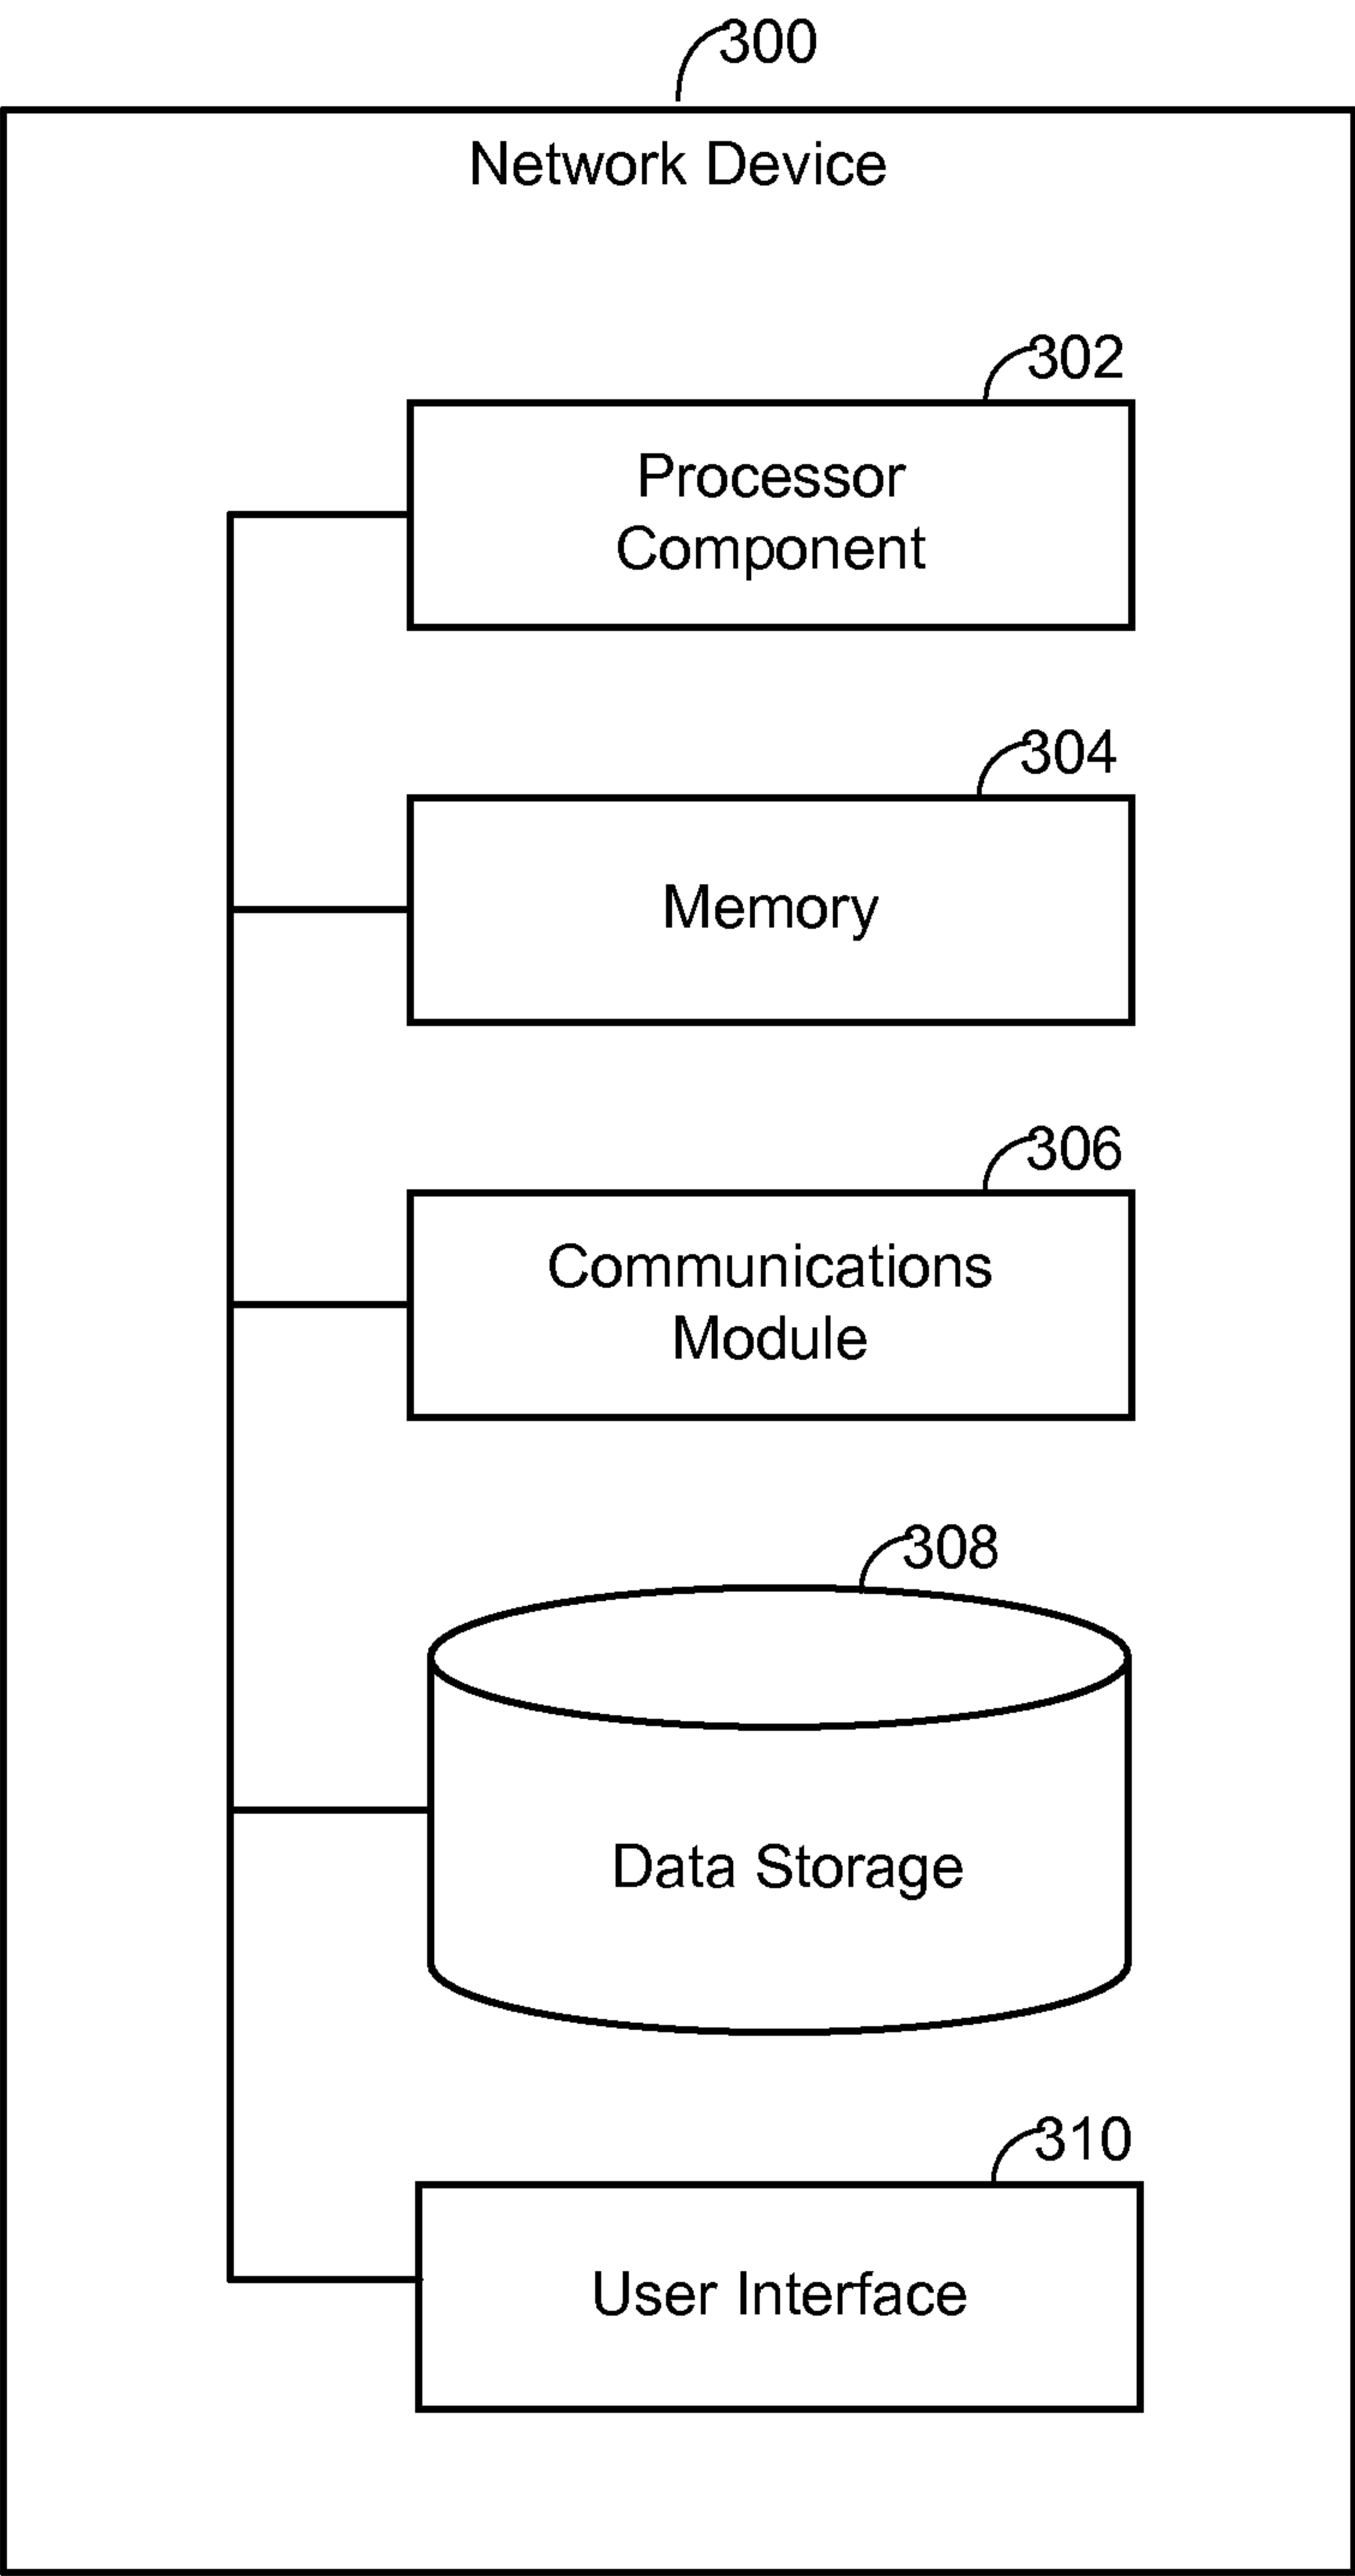 300
Network Device
302
Processor
Component
304
Memory
306
Communications
Module
308
Data Storage
310
User Interface